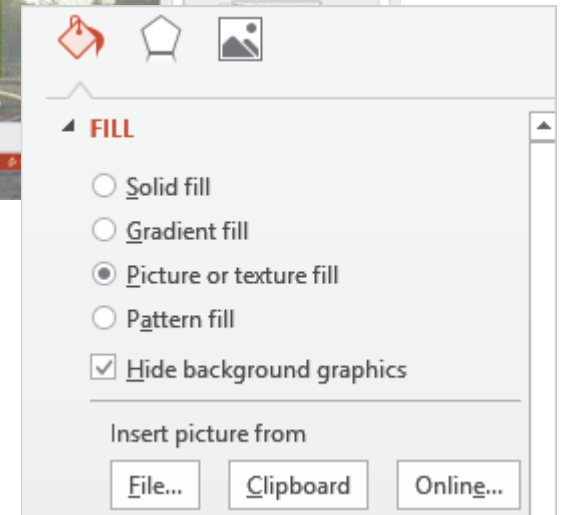 FILL
Solid fill
Gradient fill
Picture or texture fill
Pattern fill
Hide background graphics
Insert picture from
File... Clipboard Online...